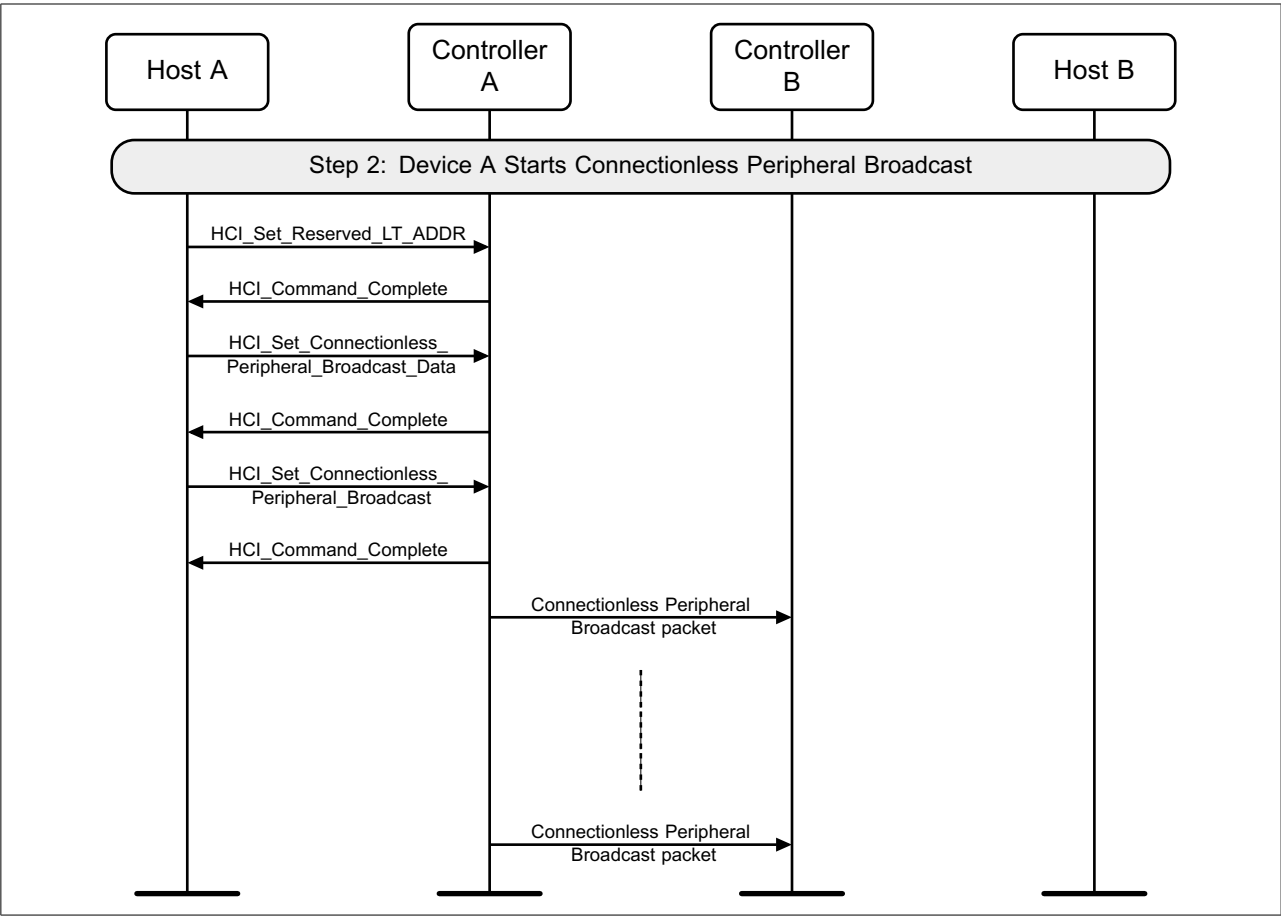 Host A
Controller
A
Controller
B
Host B
Step 2: Device A Starts Connectionless Peripheral Broadcast
HCI_Set_Reserved_LT_ADDR
HCI_Command_Complete
HCI_Set_Connectionless_
Peripheral_Broadcast_Data
HCI_Command_Complete
HCI_Set_Connectionless_
Peripheral_Broadcast
HCI_Command_Complete
Connectionless Peripheral
Broadcast packet
Connectionless Peripheral
Broadcast packet